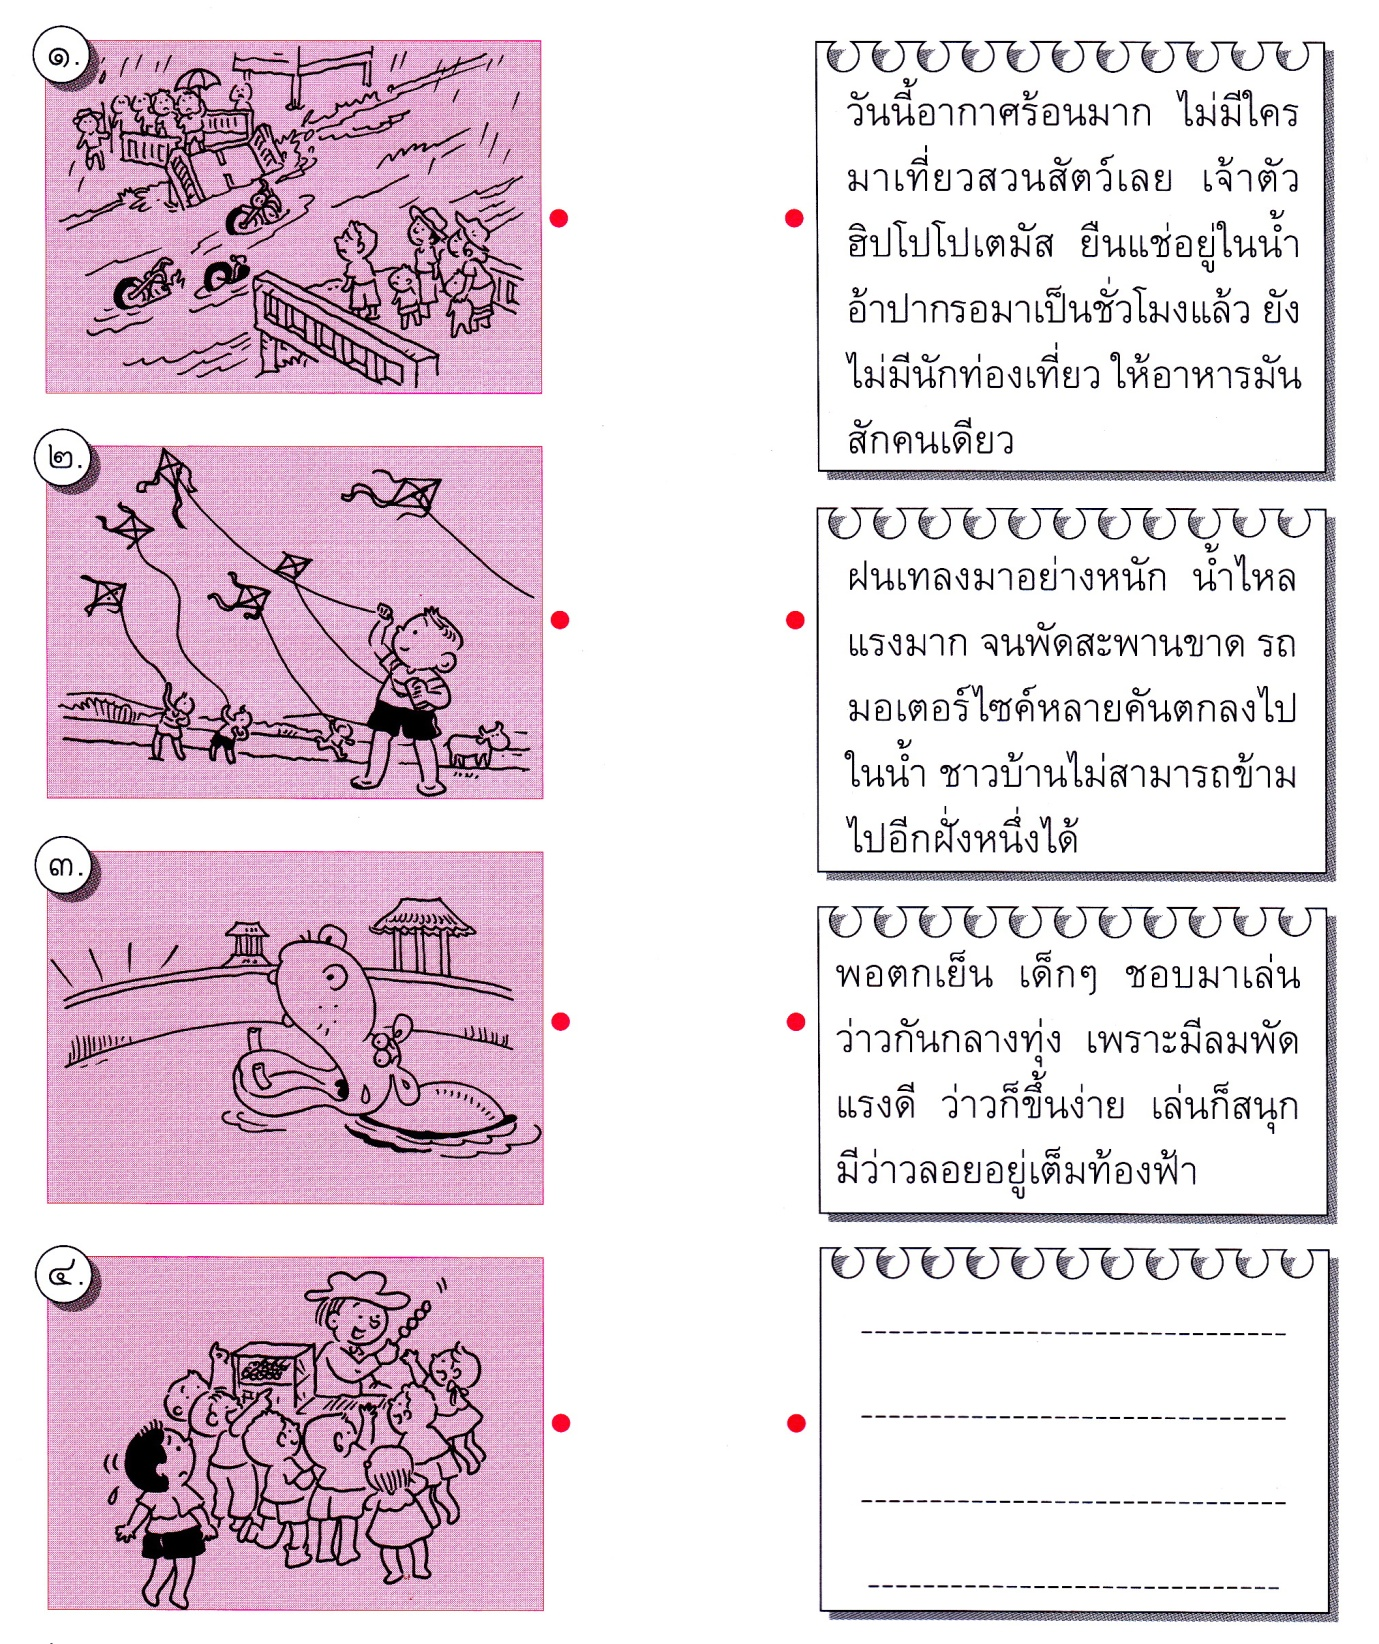 ๑.
วันนี้อากาศร้อนมาก ไม่มีใคร
มาเที่ยวสวนสัตว์เลย เจ้าตัว
ฮิปโปโปเตมัส ยืนแช่อยู่ในน้ำ
อ้าปากรอมาเป็นชั่วโมงแล้ว ยัง
ไม่มีนักท่องเที่ยว ให้อาหารมัน
สักคนเดียว
๒.
ฝนเทลงมาอย่างหนัก น้ำไหล
แรงมาก จนพัดสะพานขาด รถ
มอเตอร์ไซค์หลายคันตกลงไป
ในน้ำ ชาวบ้านไม่สามารถข้าม
ไปอีกฝั่งหนึ่งได้
๓.
พอตกเย็น เด็กๆ ชอบมาเล่น
ว่าวกันกลางทุ่ง เพราะมีลมพัด
แรงดี ว่าวก็ขึ้นง่าย เล่นก็สนุก
มีว่าวลอยอยู่เต็มท้องฟ้า
๔.